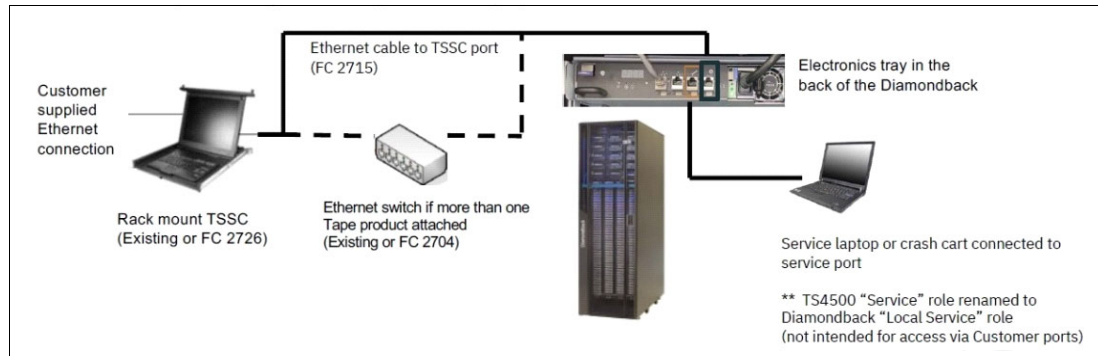 Ethernet cable to TSSC port
(FC 2715)
Customer
supplied
Ethernet
connection
Electronics tray in the
back of the Diamondback
Rack mount TSSC
(Existing or FC 2726)
Ethernet switch if more than one
Tape product attached
(Existing or FC 2704)
Service laptop or crash cart connected to
service port
** TS4500 “Service” role renamed to
Diamondback “Local Service” role
(not intended for access via Customer ports)